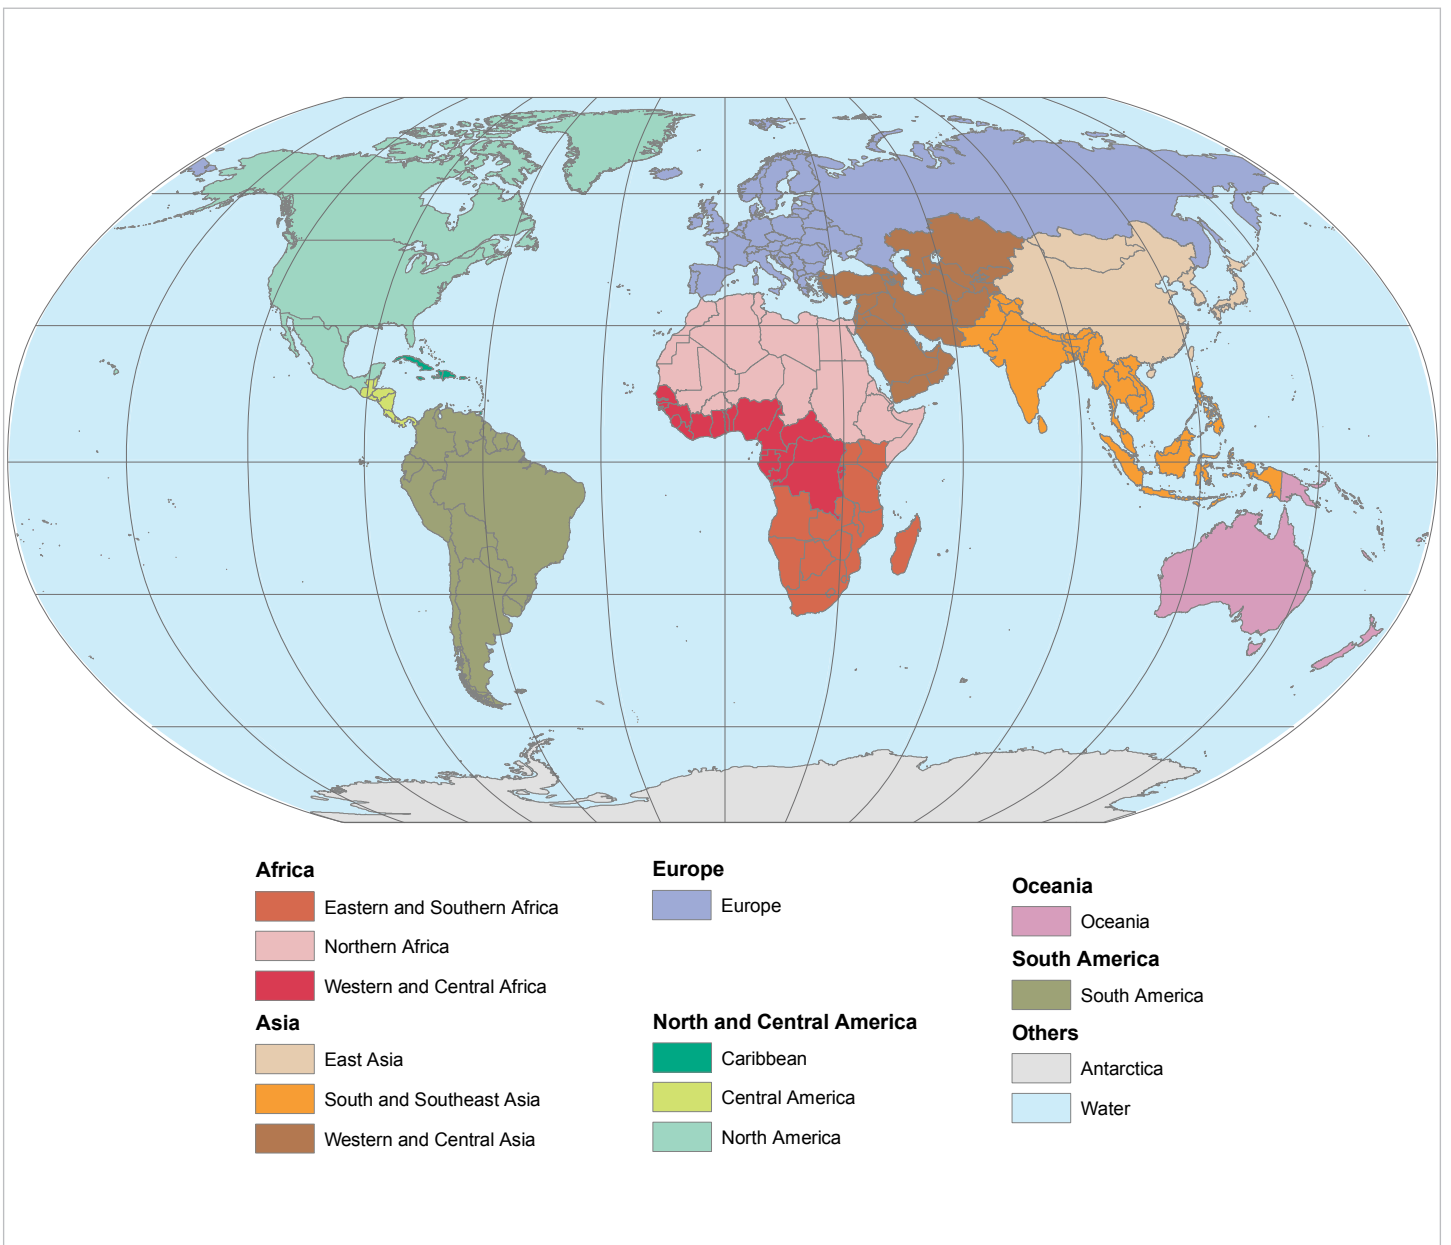 Africa
Eastern and Southern Africa
Northern Africa
Western and Central Africa
Asia
East Asia
South and Southeast Asia
Western and Central Asia
Europe
Europe
North and Central America
Caribbean
Central America
North America
Oceania
Oceania
South America
South America
Others
Antarctica
Water